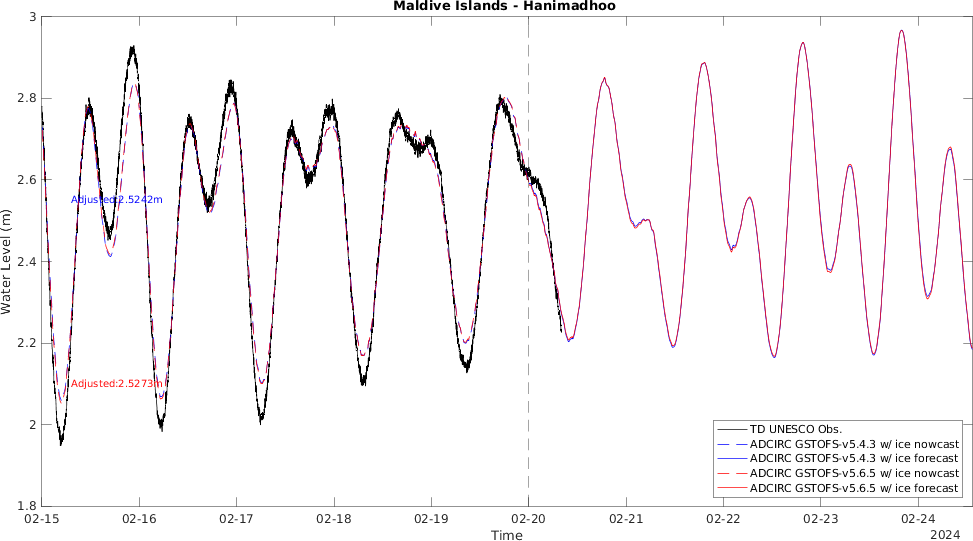 Maldive Islands - Hanimadhoo
Water Level (m)
3
2.8
2.6
2.4
2.2
2
1.8
Adjusted:2.5242m
Adjusted:2.5273m
TD UNESCO Obs.
ADCIRC GSTOFS-v5.4.3 w/ ice nowcast
ADCIRC GSTOFS-v5.4.3 w/ ice forecast
ADCIRC GSTOFS-v5.6.5 w/ ice nowcast
ADCIRC GSTOFS-v5.6.5 w/ ice forecast
02-15 02-16 02-17 02-18 02-19 02-20 02-21 02-22 02-23 02-24
Time
2024